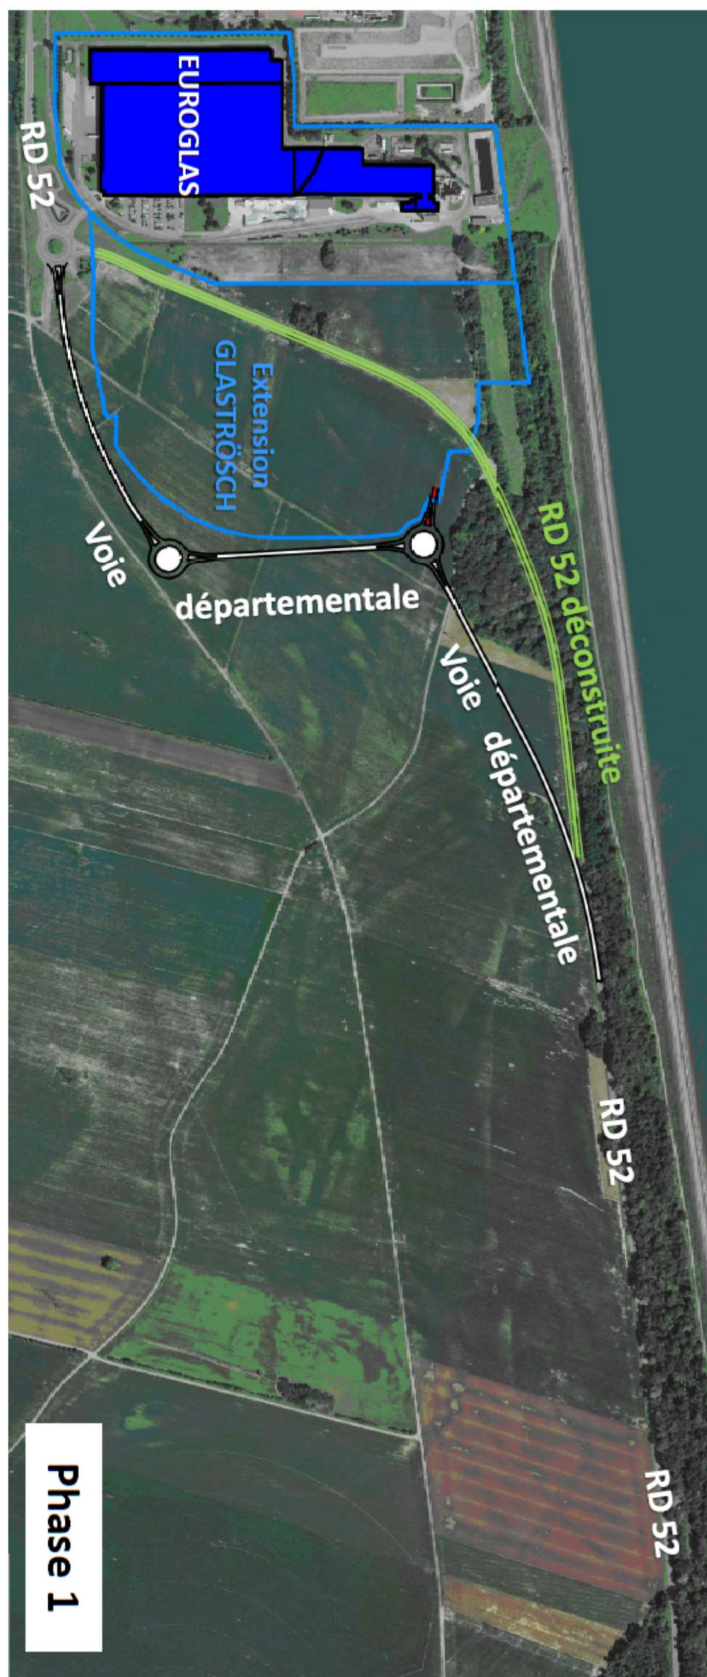 EUROGLAS
RD 52
Extension
GLASTRÖSCH
RD 52 déconstruite
Voie
départementale
Voie départementale
RD 52
RD 52
Phase 1